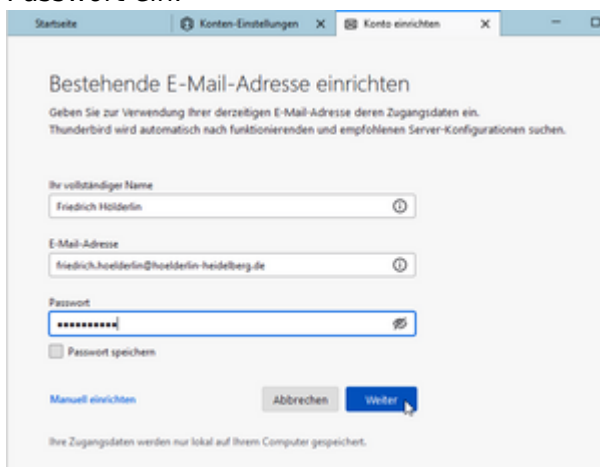 Passwort ein.
Startseite
Konten-Einstellungen
Konto einrichten
Bestehende E-Mail-Adresse einrichten
Geben Sie zur Verwendung Ihrer derzeitigen E-Mail-Adresse deren Zugangsdaten ein.
Thunderbird wird automatisch nach funktionierenden und empfohlenen Server-Konfigurationen suchen.
Ihr vollständiger Name
Friedrich Hölderlin
E-Mail-Adresse
friedrich.hoelderlin@hoelderlin-heidelberg.de
Passwort
Passwort speichern
Manuell einrichten
Abbrechen
Weiter
Ihre Zugangsdaten werden nur lokal auf Ihrem Computer gespeichert.